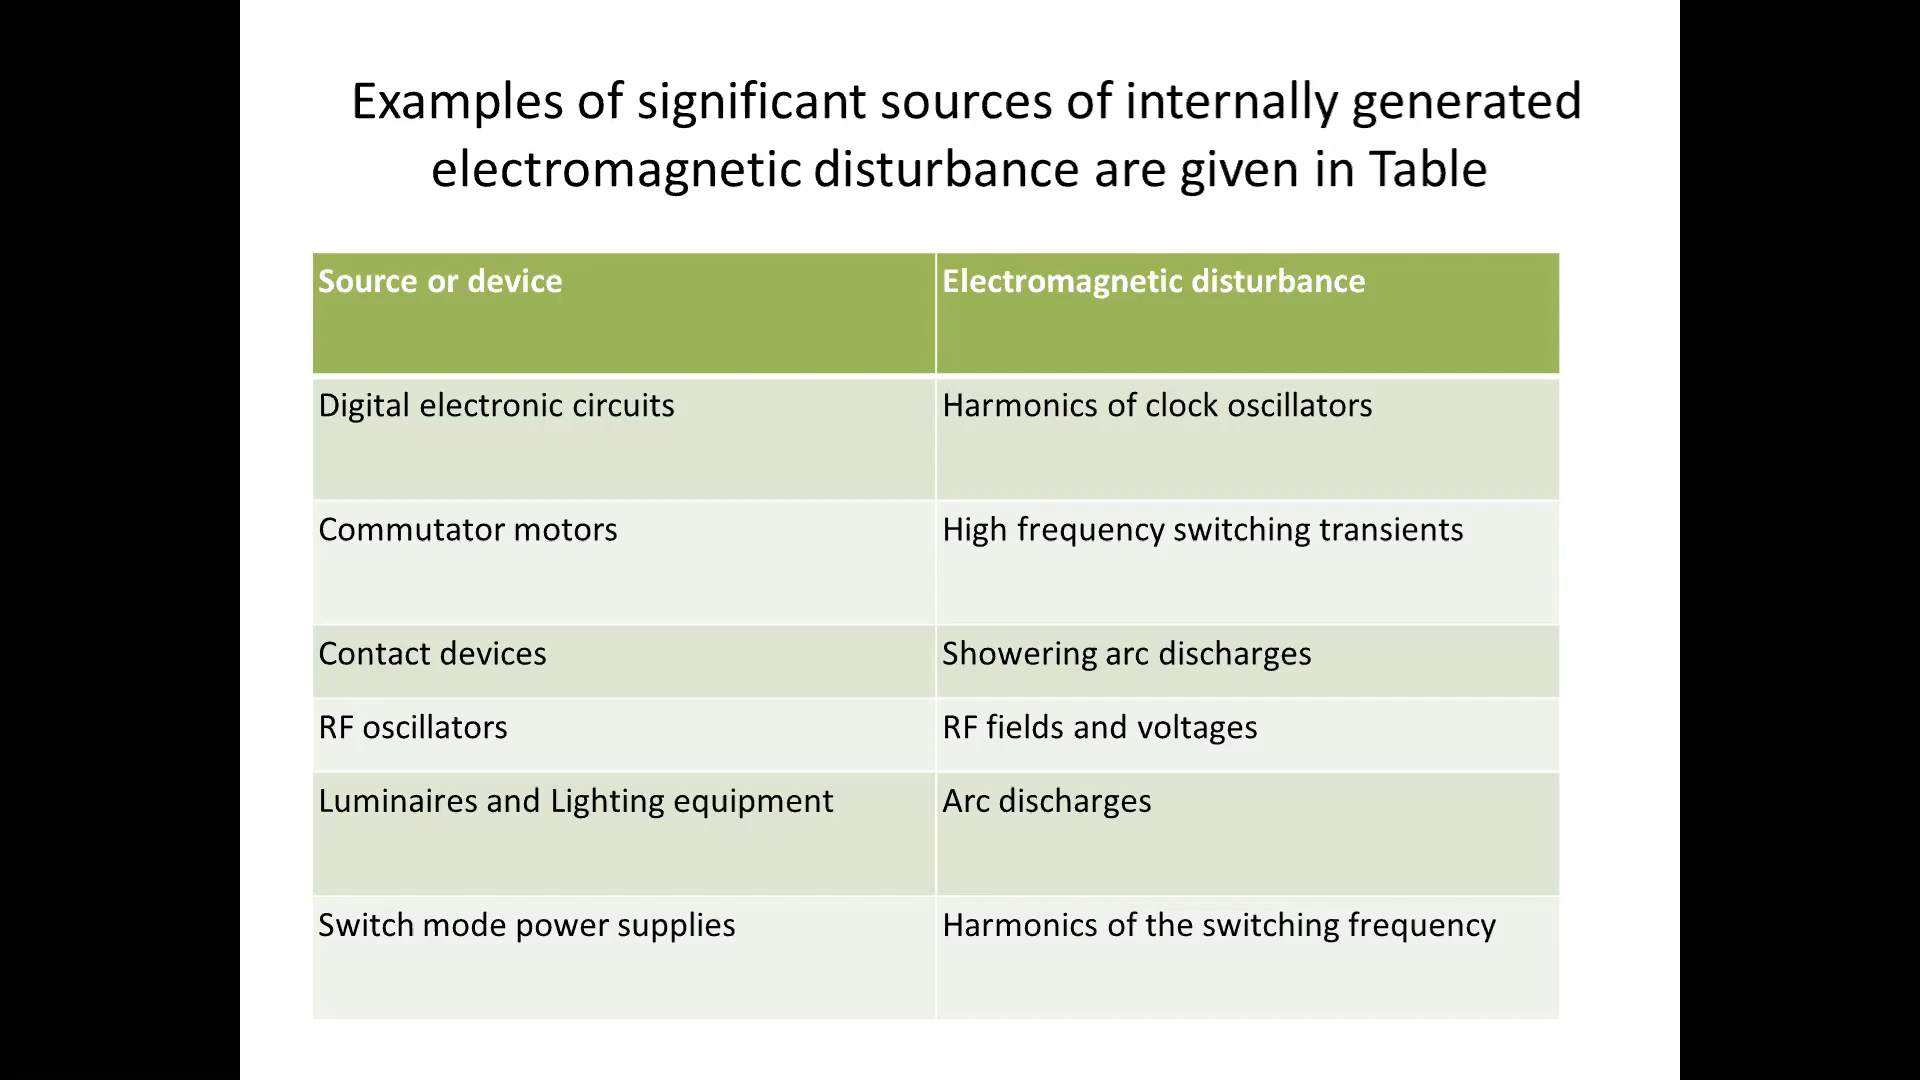 Examples of significant sources of internally generated
electromagnetic disturbance are given in Table
Source or device
Electromagnetic disturbance
Digital electronic circuits
Harmonics of clock oscillators
Commutator motors
High frequency switching transients
Contact devices
Showering arc discharges
RF oscillators
RF fields and voltages
Luminaires and Lighting equipment
Arc discharges
Switch mode power supplies
Harmonics of the switching frequency